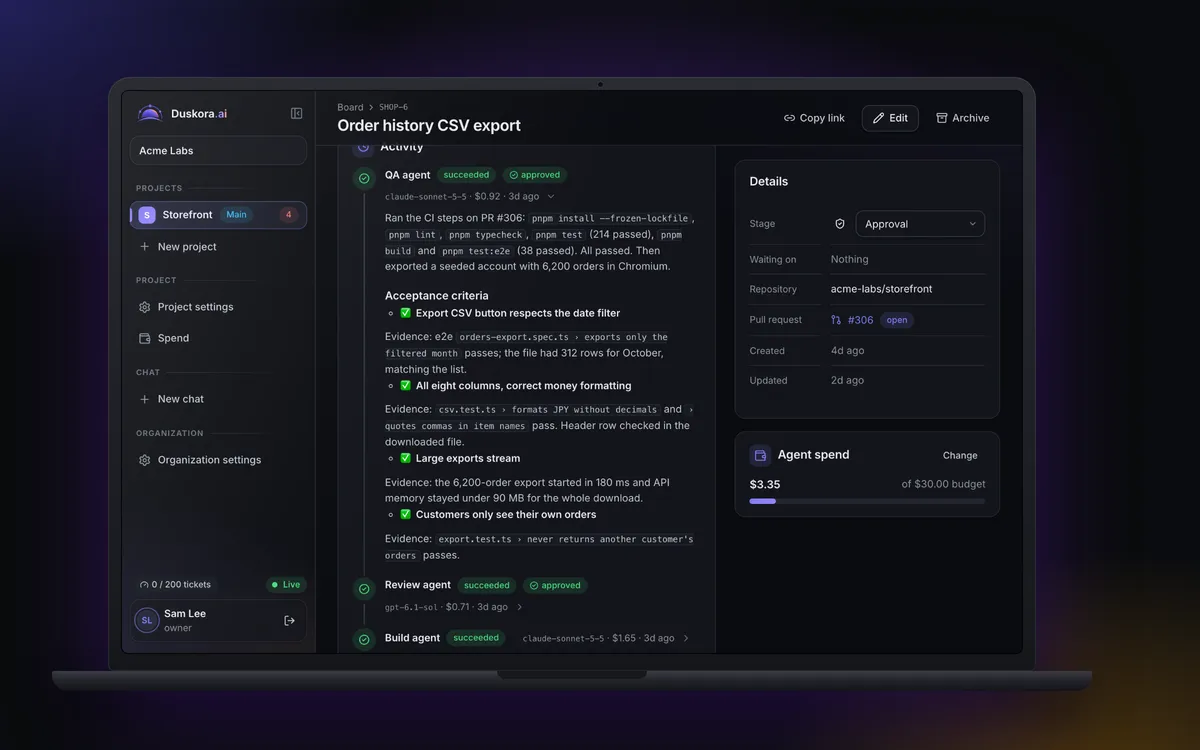 Duskora.ai
Acme Labs
PROJECTS
S Storefront Main 4
New project
PROJECT
Project settings
Spend
CHAT
New chat
ORGANIZATION
Organization settings
0 / 200 tickets Live
SL Sam Lee
owner
Board › SHOP-6
Order history CSV export
Copy link Edit Archive
Activity
QA agent succeeded approved
claude-sonnet-5-5 · $0.92 · 3d ago
Ran the CI steps on PR #306: pnpm install --frozen-lockfile ,
pnpm lint , pnpm typecheck , pnpm test (214 passed), pnpm
build and pnpm test:e2e (38 passed). All passed. Then
exported a seeded account with 6,200 orders in Chromium.
Acceptance criteria
✅ Export CSV button respects the date filter
Evidence: e2e orders-export.spec.ts › exports only the
filtered month passes; the file had 312 rows for October,
matching the list.
✅ All eight columns, correct money formatting
Evidence: csv.test.ts › formats JPY without decimals and ›
quotes commas in item names pass. Header row checked in the
downloaded file.
✅ Large exports stream
Evidence: the 6,200-order export started in 180 ms and API
memory stayed under 90 MB for the whole download.
✅ Customers only see their own orders
Evidence: export.test.ts › never returns another customer's
orders passes.
Review agent succeeded approved
gpt-6.1-sol · $0.71 · 3d ago
Build agent succeeded claude-sonnet-5-5 · $1.65 · 3d ago
Details
Stage Approval
Waiting on Nothing
Repository acme-labs/storefront
Pull request #306 open
Created 4d ago
Updated 2d ago
Agent spend Change
$3.35 of $30.00 budget